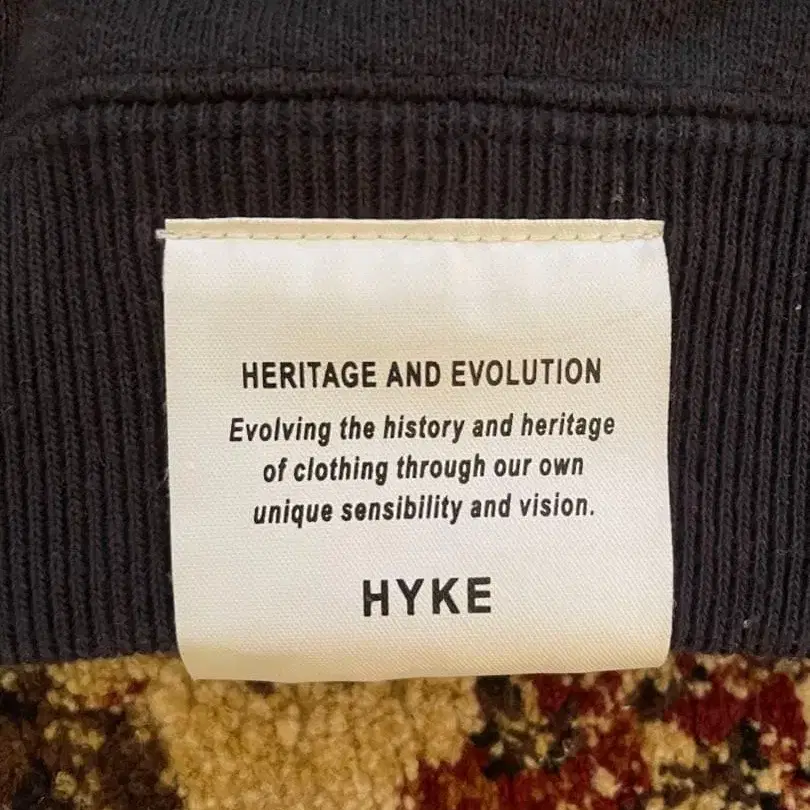 HERITAGE AND EVOLUTION
Evolving the history and heritage
of clothing through our own
unique sensibility and vision.
HYKE